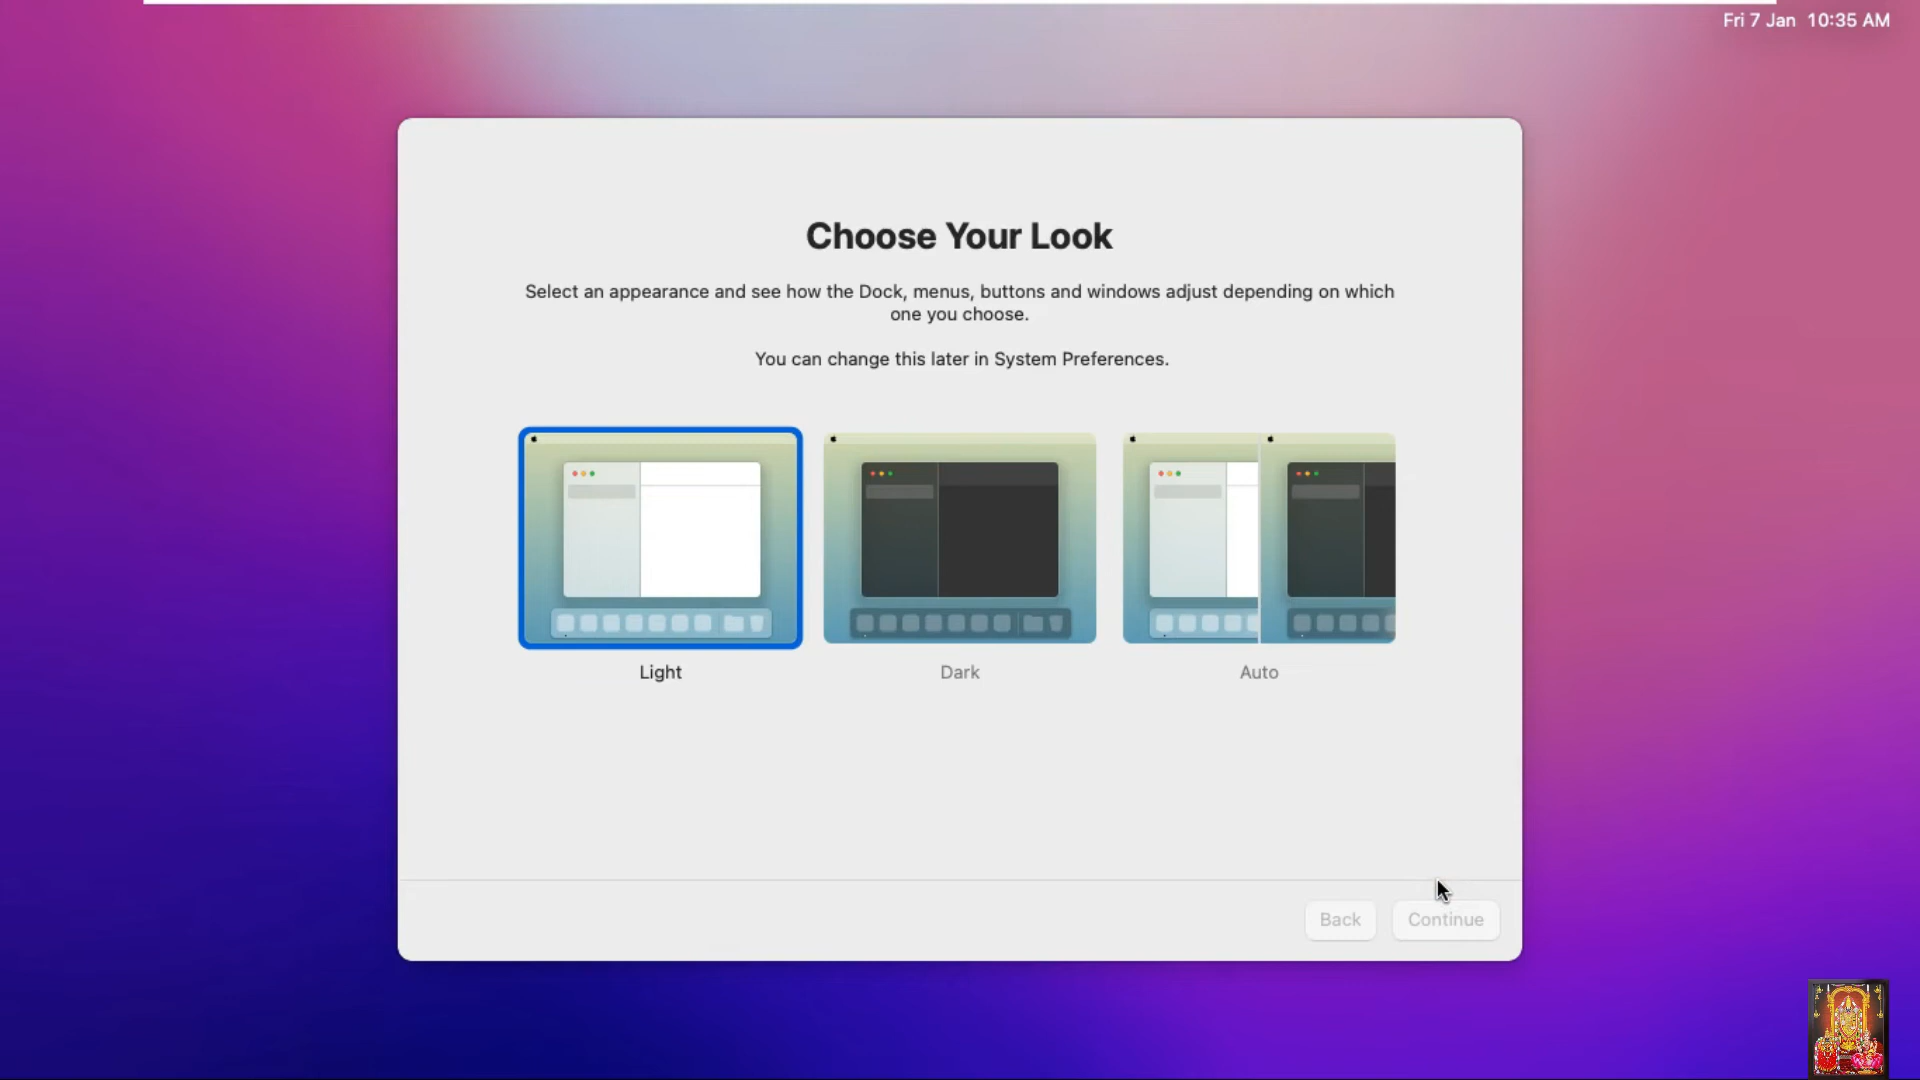 Fri 7 Jan 10:35 AM
Choose Your Look
Select an appearance and see how the Dock, menus, buttons and windows adjust depending on which
one you choose.
You can change this later in System Preferences.
Light
Dark
Auto
Back
Continue